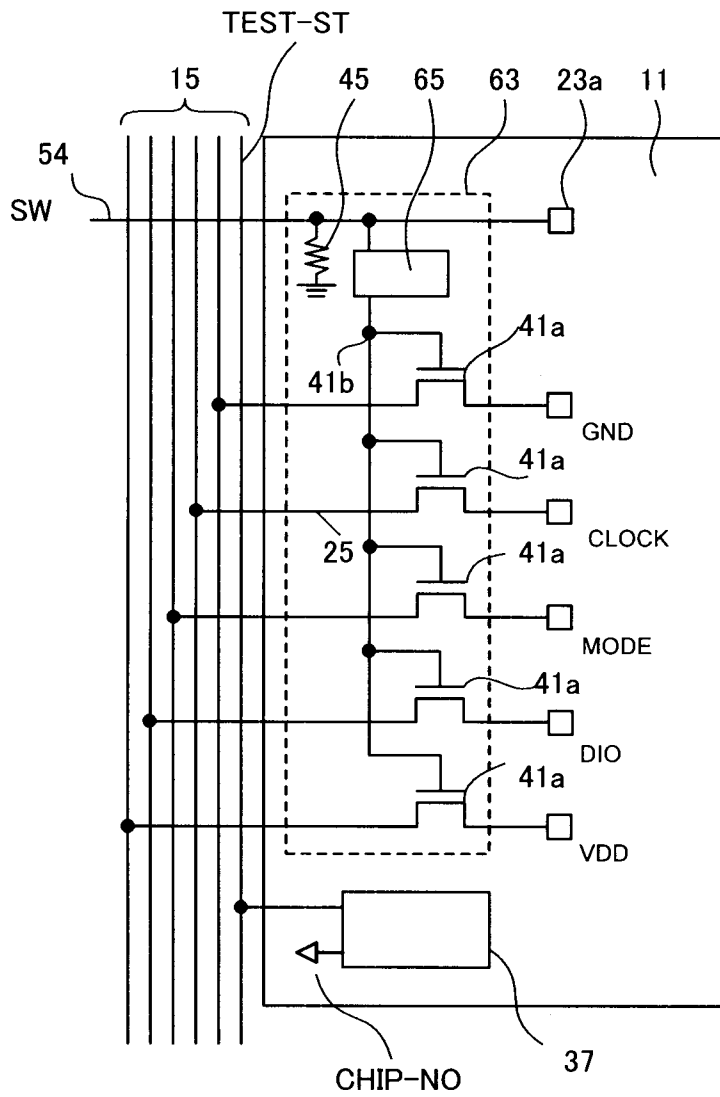 TEST-ST
15 45 65 63 23a 11
54
SW
41a
41b
GND
41a
25 CLOCK
41a
MODE
41a
DIO
41a
VDD
37
CHIP-NO